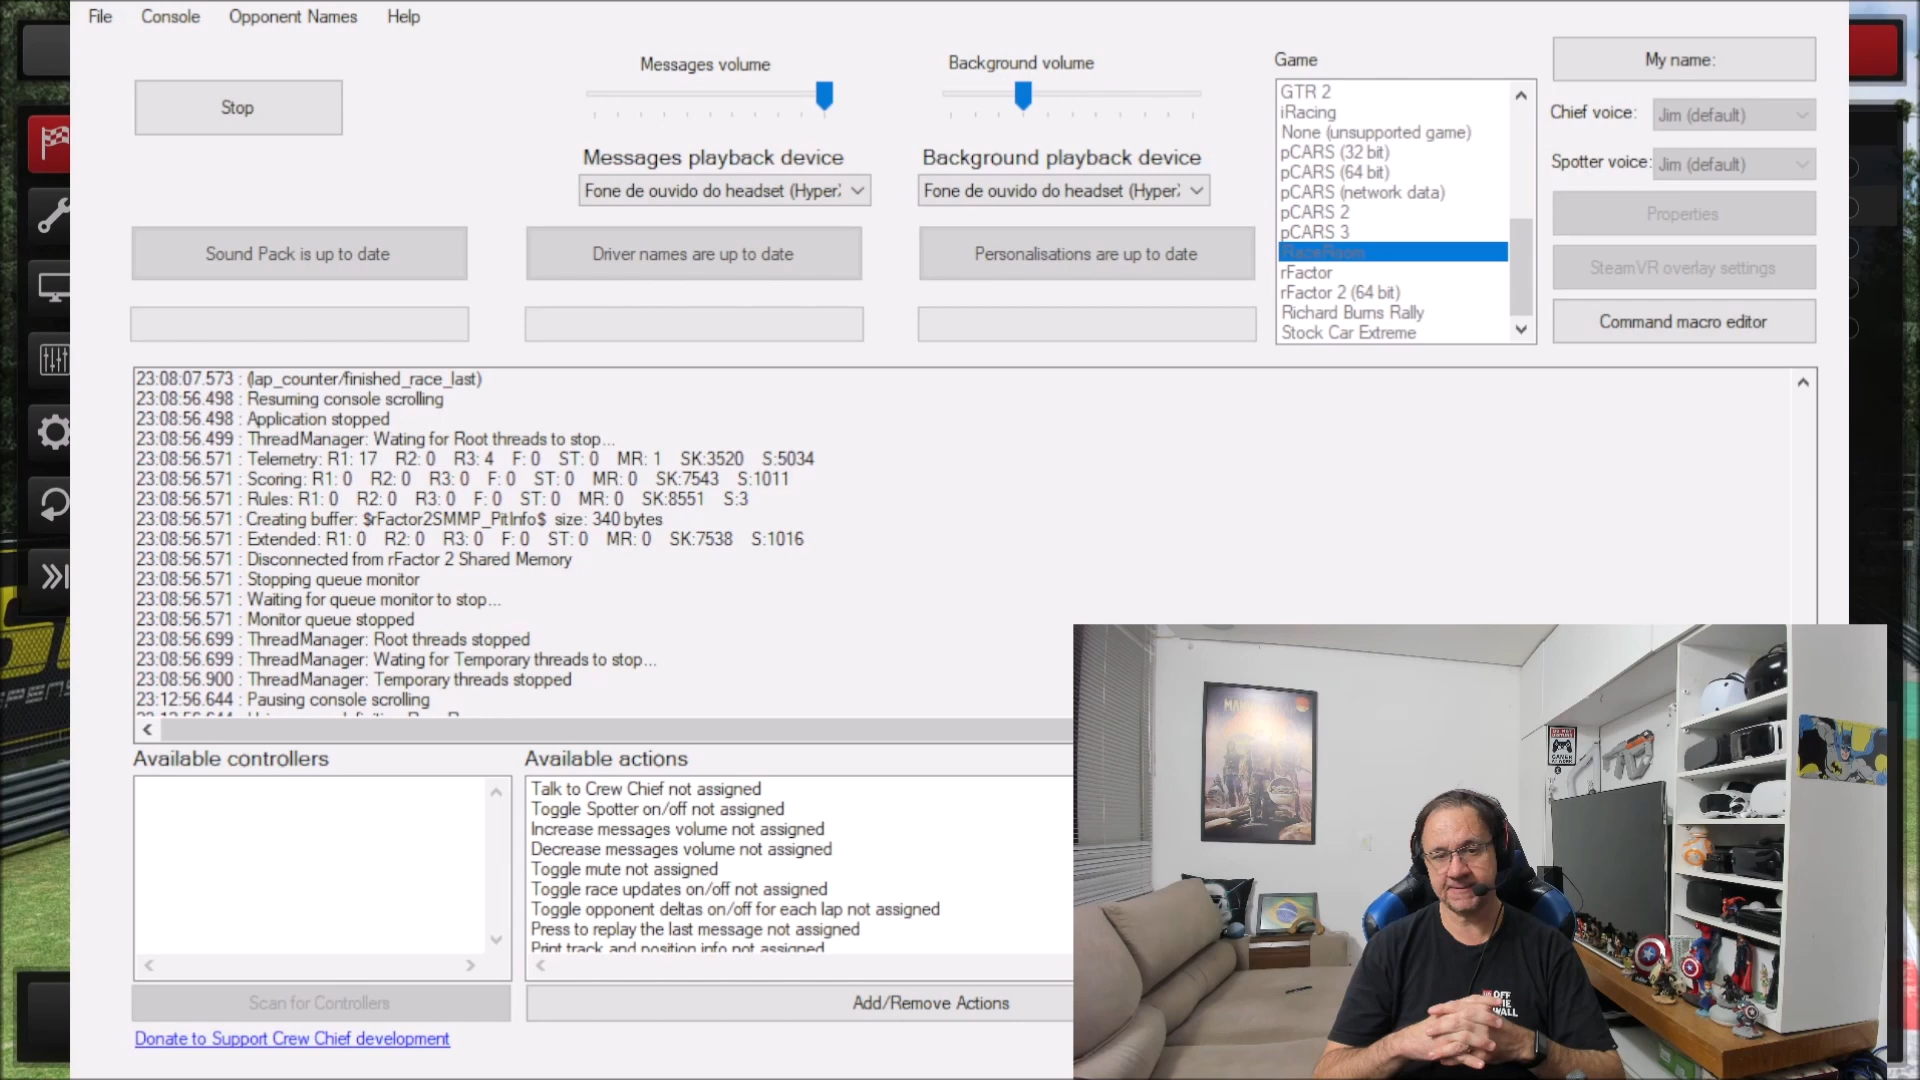 File Console Opponent Names Help
Stop
Messages volume
Background volume
Messages playback device
Background playback device
Fone de ouvido do headset (Hyper
Fone de ouvido do headset (Hyper
Sound Pack is up to date
Driver names are up to date
Personalisations are up to date
Game
GTR 2
iRacing
None (unsupported game)
pCARS (32 bit)
pCARS (64 bit)
pCARS (network data)
pCARS 2
pCARS 3
RaceRoom
rFactor
rFactor 2 (64 bit)
Richard Burns Rally
Stock Car Extreme
My name:
Chief voice: Jim (default)
Spotter voice: Jim (default)
Properties
SteamVR overlay settings
Command macro editor
23:08:07.573 : (lap_counter/finished_race_last)
23:08:56.498 : Resuming console scrolling
23:08:56.498 : Application stopped
23:08:56.499 : ThreadManager: Wating for Root threads to stop...
23:08:56.571 : Telemetry: R1: 17 R2: 0 R3: 4 F: 0 ST: 0 MR: 1 SK:3520 S:5034
23:08:56.571 : Scoring: R1: 0 R2: 0 R3: 0 F: 0 ST: 0 MR: 0 SK:7543 S:1011
23:08:56.571 : Rules: R1: 0 R2: 0 R3: 0 F: 0 ST: 0 MR: 0 SK:8551 S:3
23:08:56.571 : Creating buffer: $rFactor2SMMP_PitInfo$ size: 340 bytes
23:08:56.571 : Extended: R1: 0 R2: 0 R3: 0 F: 0 ST: 0 MR: 0 SK:7538 S:1016
23:08:56.571 : Disconnected from rFactor 2 Shared Memory
23:08:56.571 : Stopping queue monitor
23:08:56.571 : Waiting for queue monitor to stop...
23:08:56.571 : Monitor queue stopped
23:08:56.699 : ThreadManager: Root threads stopped
23:08:56.699 : ThreadManager: Wating for Temporary threads to stop...
23:08:56.900 : ThreadManager: Temporary threads stopped
23:12:56.644 : Pausing console scrolling
Available controllers
Available actions
Talk to Crew Chief not assigned
Toggle Spotter on/off not assigned
Increase messages volume not assigned
Decrease messages volume not assigned
Toggle mute not assigned
Toggle race updates on/off not assigned
Toggle opponent deltas on/off for each lap not assigned
Press to replay the last message not assigned
Print track and position info not assigned
Scan for Controllers
Add/Remove Actions
Donate to Support Crew Chief development
OFF
THE
WALL